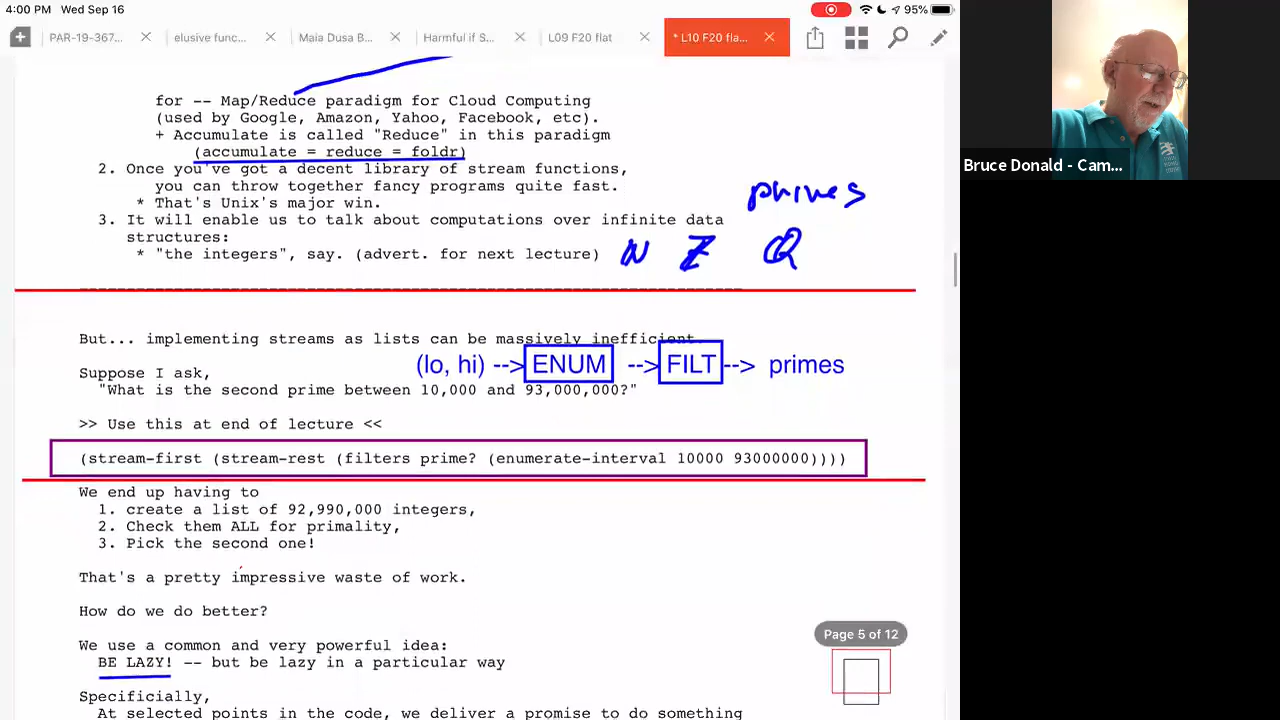 4:00 PM Wed Sep 16
95%
PAR-19-367...
elusive func...
Maia Dusa B...
Harmful if S...
L09 F20 flat
* L10 F20 fla...
for -- Map/Reduce paradigm for Cloud Computing
(used by Google, Amazon, Yahoo, Facebook, etc).
+ Accumulate is called "Reduce" in this paradigm
(accumulate = reduce = foldr)
2. Once you've got a decent library of stream functions,
you can throw together fancy programs quite fast.
* That's Unix's major win.
primes
3. It will enable us to talk about computations over infinite data
structures:
* "the integers", say. (advert. for next lecture)
N Z Q
But... implementing streams as lists can be massively inefficient.
(lo, hi) --> ENUM --> FILT --> primes
Suppose I ask,
"What is the second prime between 10,000 and 93,000,000?"
>> Use this at end of lecture <<
(stream-first (stream-rest (filters prime? (enumerate-interval 10000 93000000))))
We end up having to
1. create a list of 92,990,000 integers,
2. Check them ALL for primality,
3. Pick the second one!
That's a pretty impressive waste of work.
How do we do better?
We use a common and very powerful idea:
BE LAZY! -- but be lazy in a particular way
Specificially,
At selected points in the code, we deliver a promise to do something
Page 5 of 12
Bruce Donald - Cam...